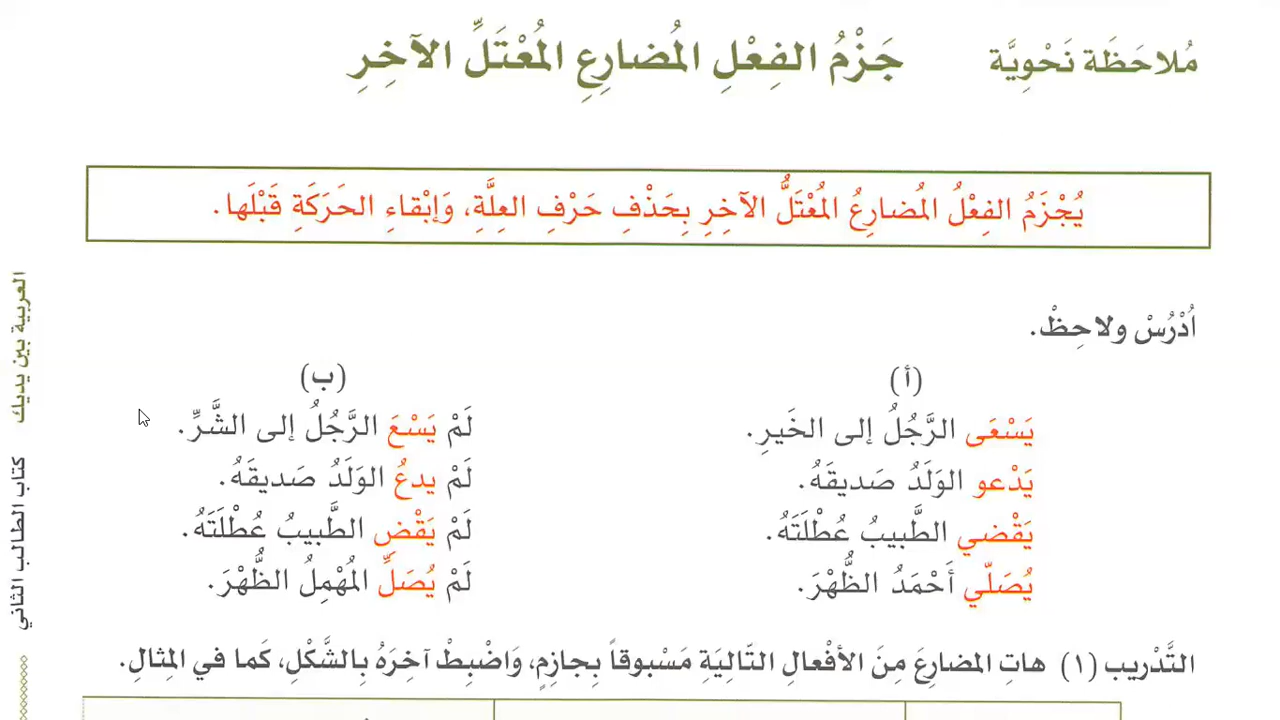 مُلاحَظَة نَحْوِيَّة جَزْمُ الفِعْلِ المُضارِعِ المُعْتَلِّ الآخِرِ
يُجْزَمُ الفِعْلُ المُضارِعُ المُعْتَلُّ الآخِرِ بِحَذْفِ حَرْفِ العِلَّةِ، وَإبْقاءِ الحَرَكَةِ قَبْلَها.
اُدْرُسْ ولاحِظْ.
(أ) (ب)
يَسْعَى الرَّجُلُ إلى الخَيرِ. لَمْ يَسْعَ الرَّجُلُ إلى الشَّرِّ.
يَدْعو الوَلَدُ صَديقَهُ. لَمْ يدعُ الوَلَدُ صَديقَهُ.
يَقْضي الطَّبيبُ عُطْلَتَهُ. لَمْ يَقْضِ الطَّبيبُ عُطْلَتَهُ.
يُصَلّي أَحْمَدُ الظُّهْرَ. لَمْ يُصَلِّ المُهْمِلُ الظُّهْرَ.
التَّدْريب (١) هاتِ المضارِعَ مِنَ الأفْعالِ التّالِيَةِ مَسْبوقاً بِجازِمٍ، وَاضْبِطْ آخِرَهُ بِالشَّكْلِ، كَما في المِثالِ.
العربية بين يديك كتاب الطالب الثاني